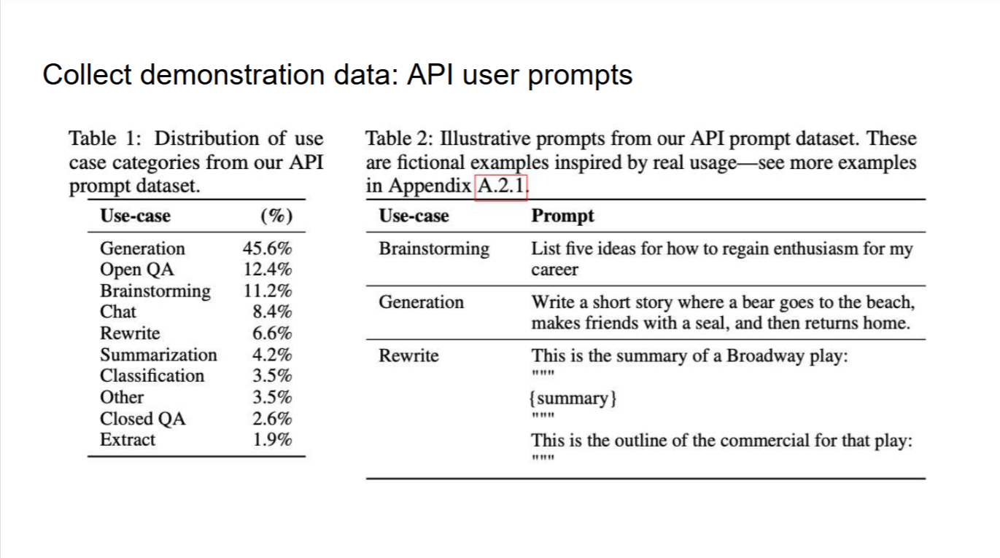 Collect demonstration data: API user prompts
Table 1: Distribution of use
case categories from our API
prompt dataset.
Use-case (%)
Generation 45.6%
Open QA 12.4%
Brainstorming 11.2%
Chat 8.4%
Rewrite 6.6%
Summarization 4.2%
Classification 3.5%
Other 3.5%
Closed QA 2.6%
Extract 1.9%
Table 2: Illustrative prompts from our API prompt dataset. These
are fictional examples inspired by real usage—see more examples
in Appendix A.2.1.
Use-case Prompt
Brainstorming List five ideas for how to regain enthusiasm for my
career
Generation Write a short story where a bear goes to the beach,
makes friends with a seal, and then returns home.
Rewrite This is the summary of a Broadway play:
"""
{summary}
"""
This is the outline of the commercial for that play:
"""